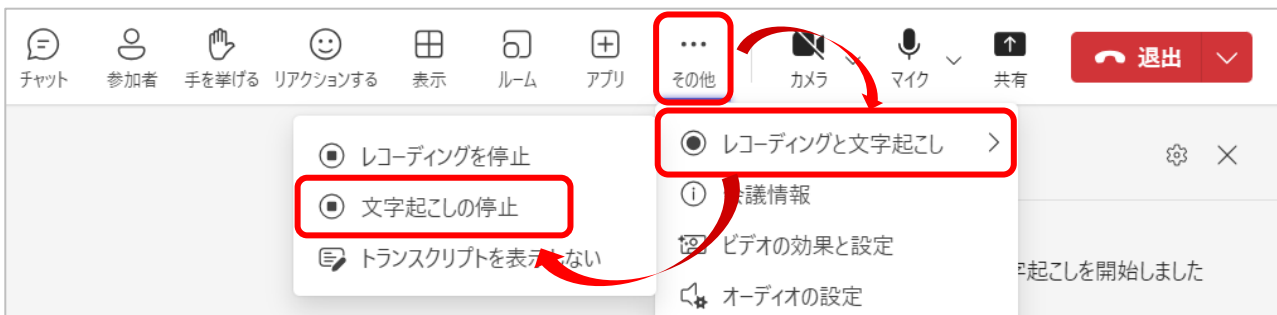 チャット
参加者
手を挙げる
リアクションする
表示
ルーム
アプリ
その他
カメラ
マイク
共有
退出
レコーディングを停止
文字起こしの停止
トランスクリプトを表示しない
レコーディングと文字起こし
会議情報
ビデオの効果と設定
オーディオの設定
字起こしを開始しました